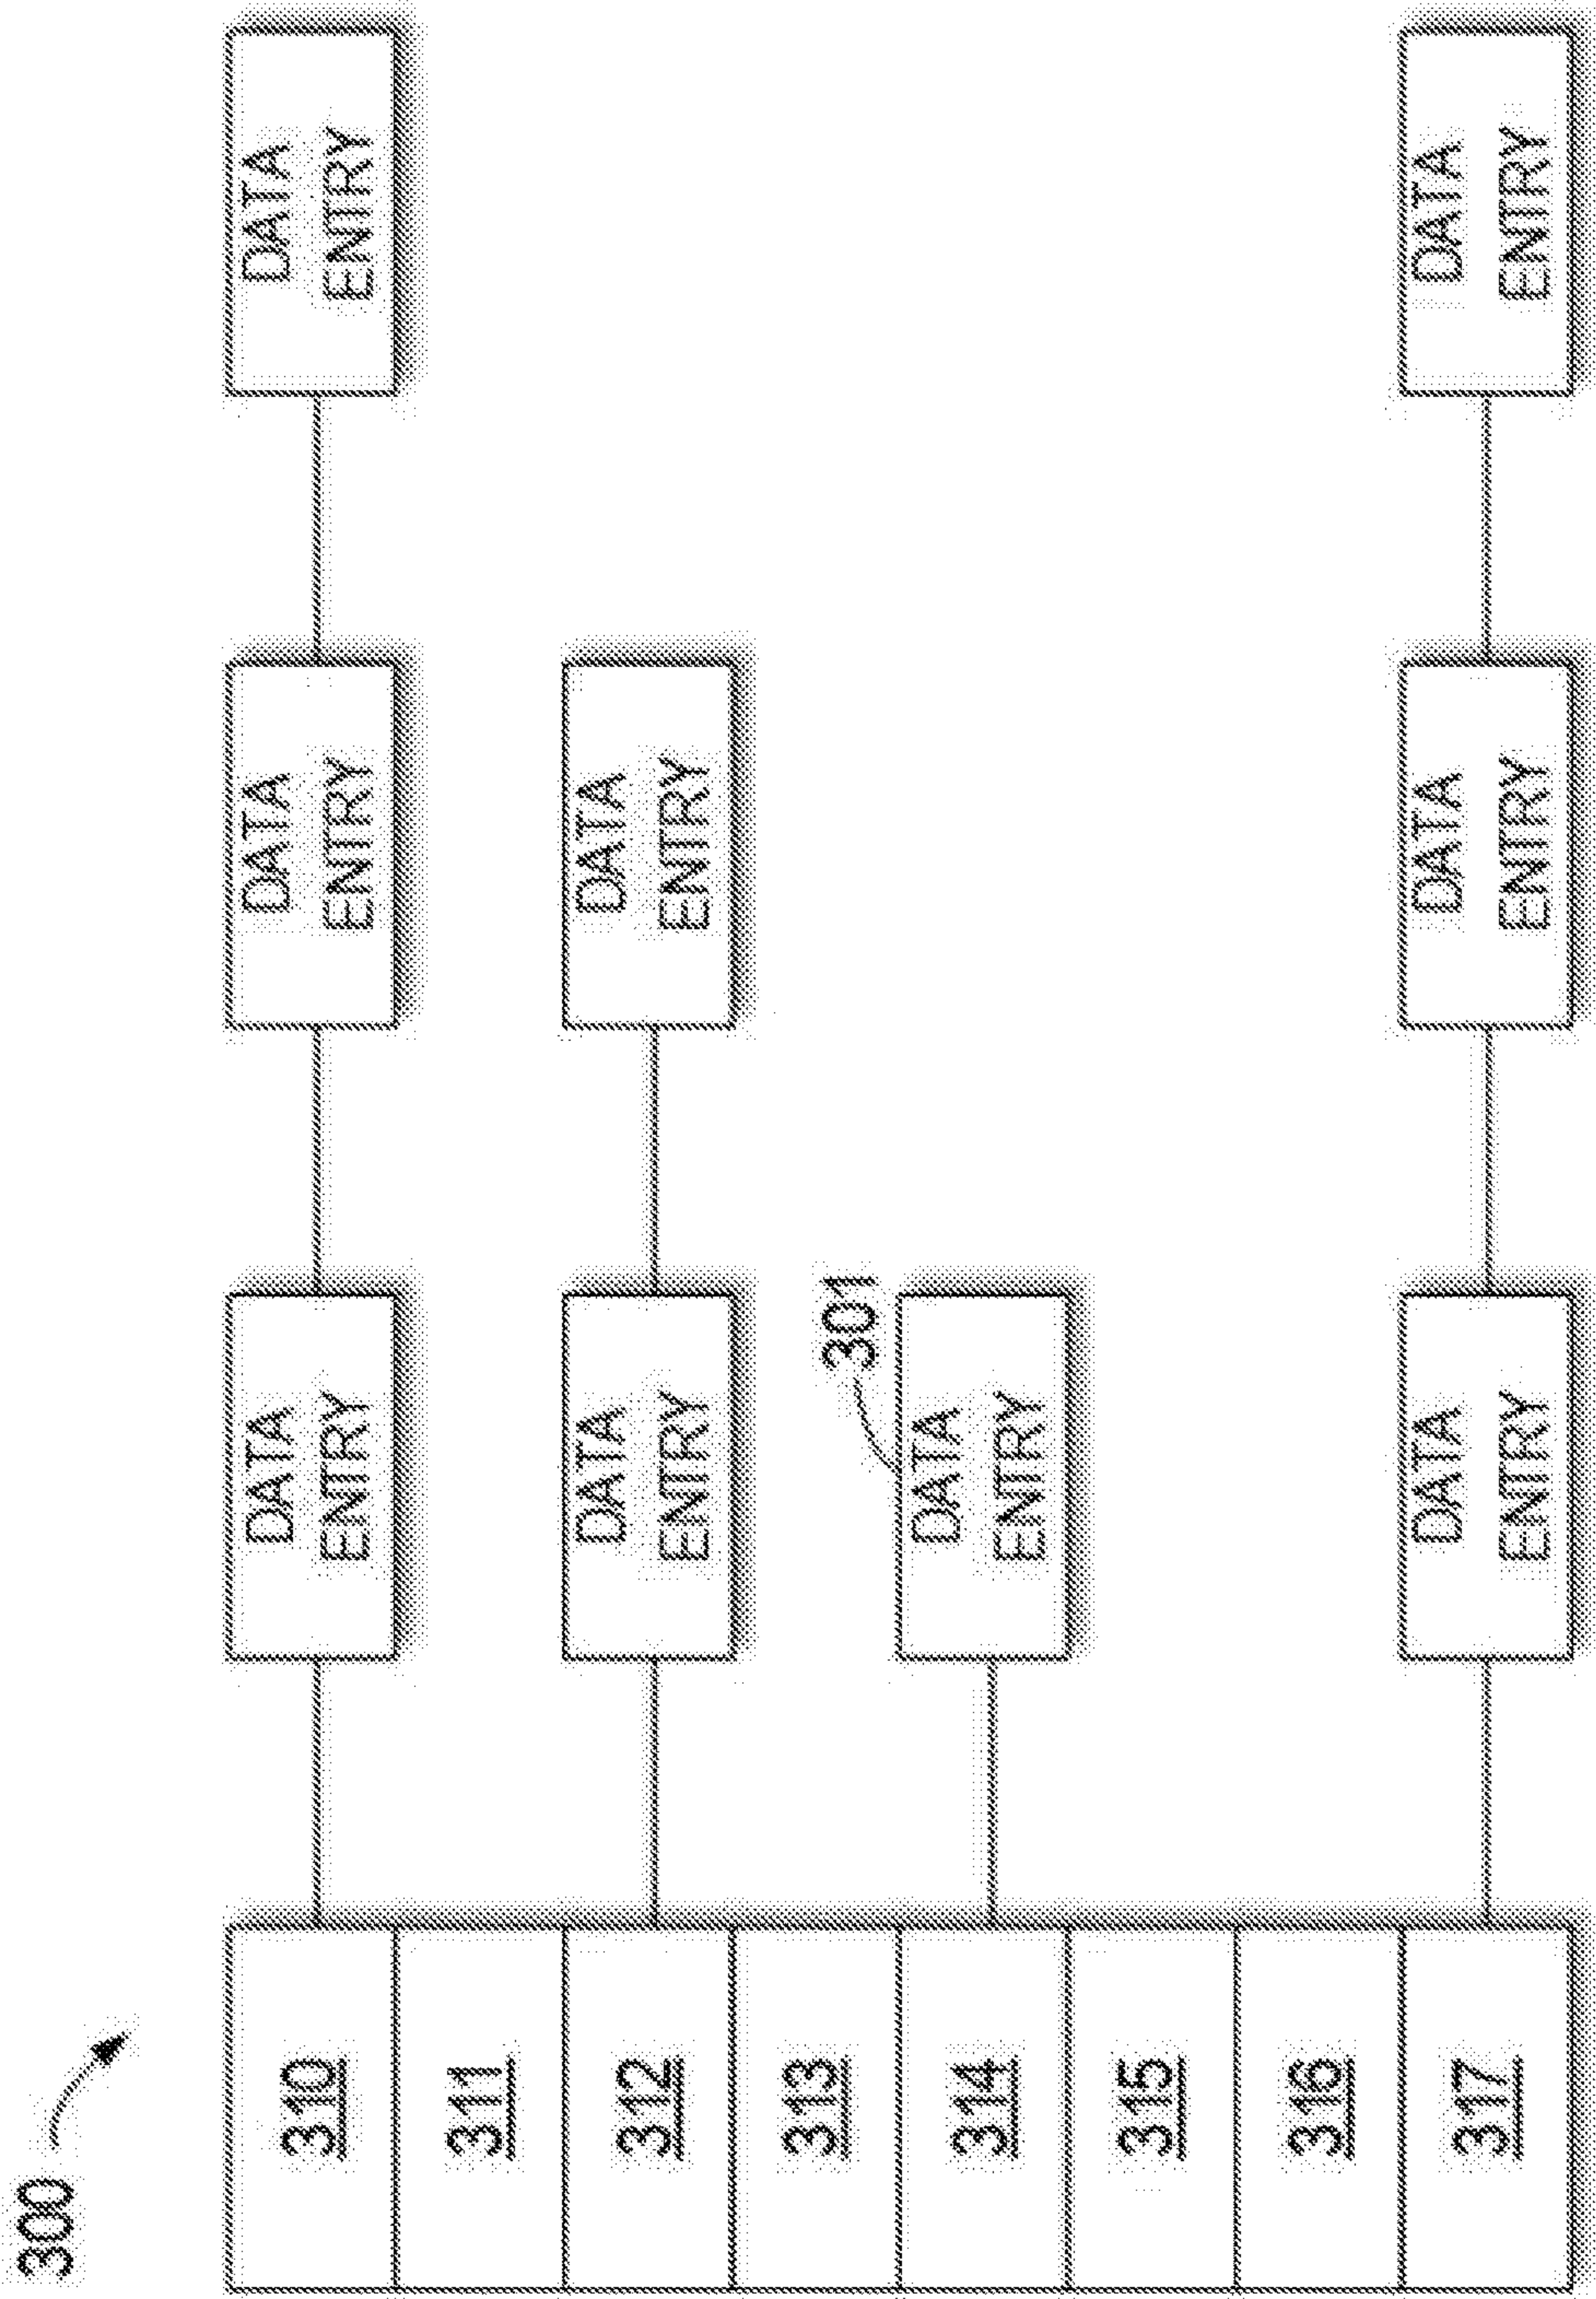 300
310
DATA
ENTRY
DATA
ENTRY
DATA
ENTRY
311
312
DATA
ENTRY
DATA
ENTRY
313
301
314
DATA
ENTRY
315
316
317
DATA
ENTRY
DATA
ENTRY
DATA
ENTRY